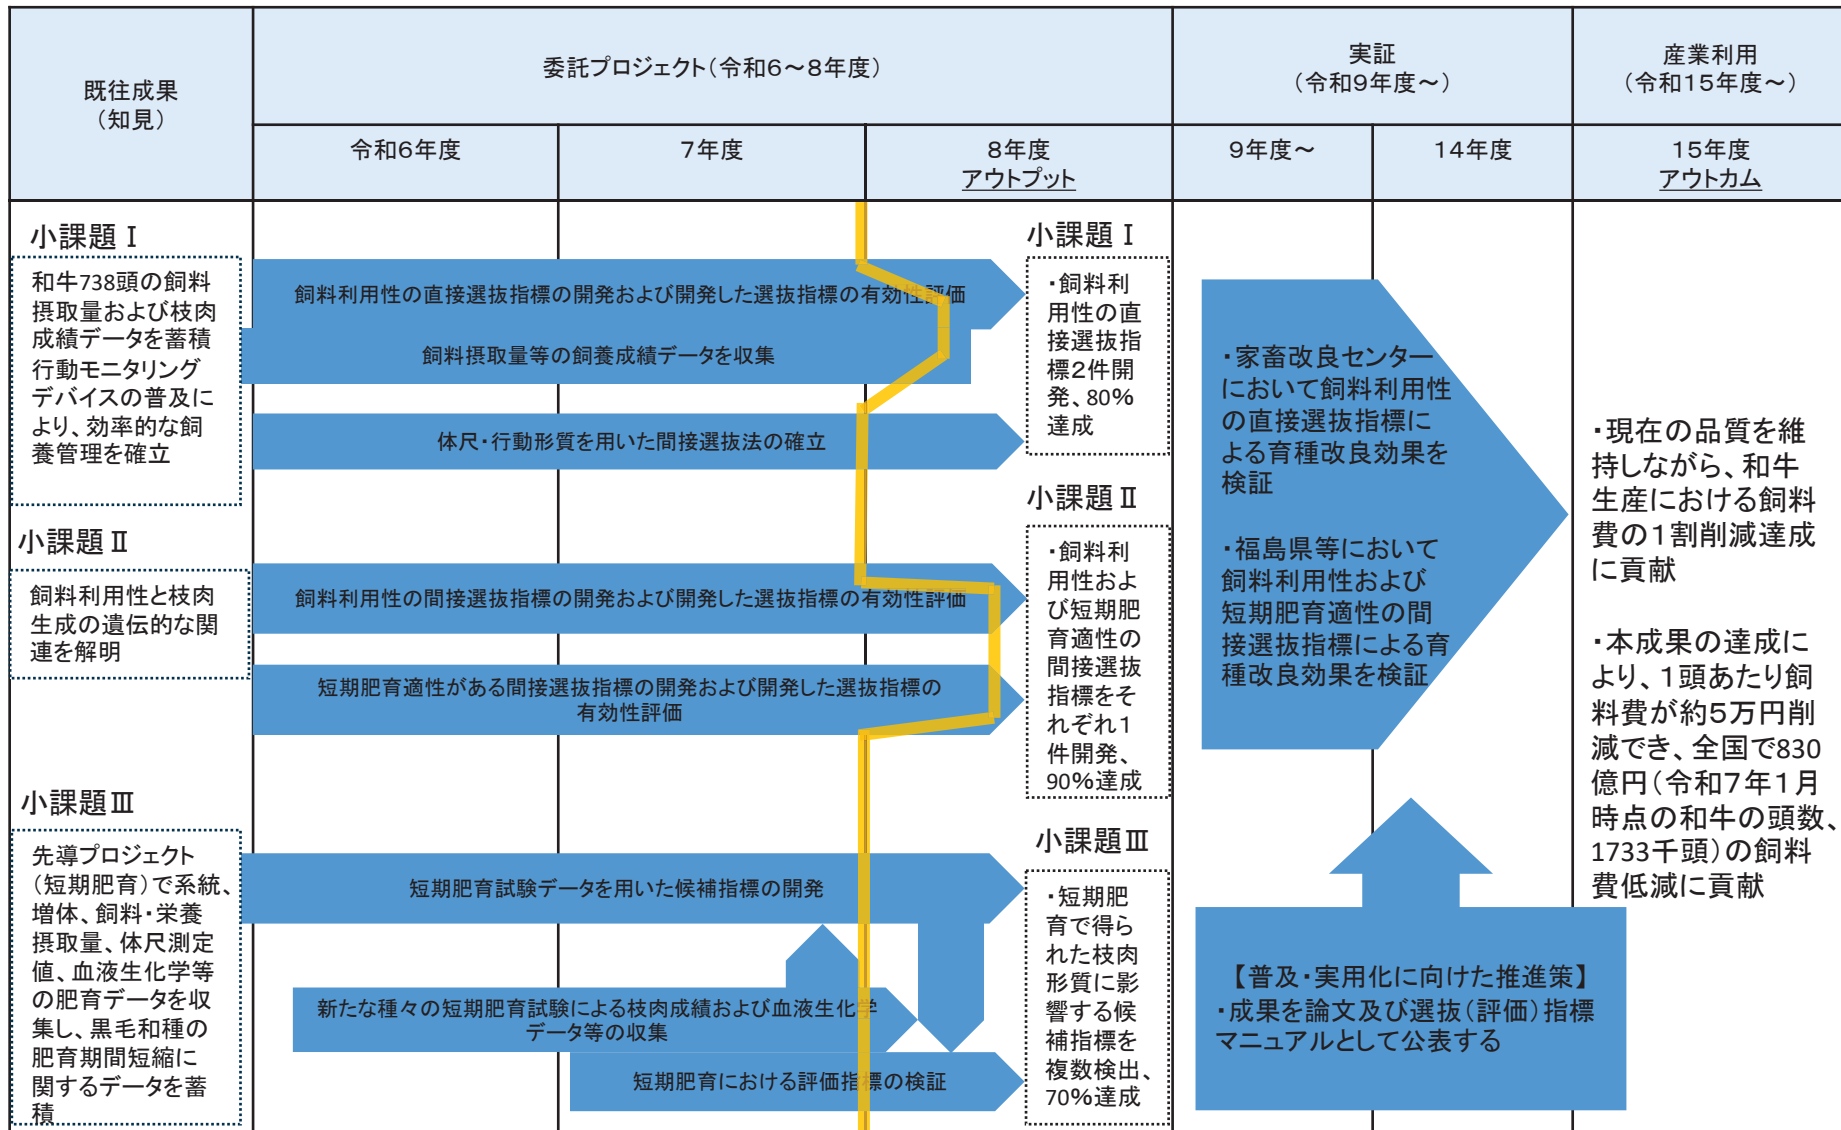 既往成果
（知見）
委託プロジェクト（令和６～８年度）
実証
（令和９年度～）
産業利用
（令和１５年度～）
令和６年度
７年度
８年度
アウトプット
９年度～
１４年度
１５年度
アウトカム
小課題Ⅰ
和牛738頭の飼料
摂取量および枝肉
成績データを蓄積
行動モニタリング
デバイスの普及に
より、効率的な飼
養管理を確立
小課題Ⅱ
飼料利用性と枝肉
生成の遺伝的な関
連を解明
小課題Ⅲ
先導プロジェクト
（短期肥育）で系統、
増体、飼料・栄養
摂取量、体尺測定
値、血液生化学等
の肥育データを収
集し、黒毛和種の
肥育期間短縮に
関するデータを蓄
積
飼料利用性の直接選抜指標の開発および開発した選抜指標の有効性評価
飼料摂取量等の飼養成績データを収集
体尺・行動形質を用いた間接選抜法の確立
飼料利用性の間接選抜指標の開発および開発した選抜指標の有効性評価
短期肥育適性がある間接選抜指標の開発および開発した選抜指標の
有効性評価
短期肥育試験データを用いた候補指標の開発
新たな種々の短期肥育試験による枝肉成績および血液生化学
データ等の収集
短期肥育における評価指標の検証
小課題Ⅰ
・飼料利
用性の直
接選抜指
標２件開
発、80%
達成
小課題Ⅱ
・飼料利
用性およ
び短期肥
育適性の
間接選抜
指標をそ
れぞれ１
件開発、
90%達成
小課題Ⅲ
・短期肥
育で得ら
れた枝肉
形質に影
響する候
補指標を
複数検出、
70%達成
・家畜改良センター
において飼料利用性
の直接選抜指標に
よる育種改良効果を
検証
・福島県等において
飼料利用性および
短期肥育適性の間
接選抜指標による育
種改良効果を検証
【普及・実用化に向けた推進策】
・成果を論文及び選抜（評価）指標
マニュアルとして公表する
・現在の品質を維
持しながら、和牛
生産における飼料
費の１割削減達成
に貢献
・本成果の達成に
より、１頭あたり飼
料費が約５万円削
減でき、全国で830
億円（令和７年１月
時点の和牛の頭数、
1733千頭）の飼料
費低減に貢献